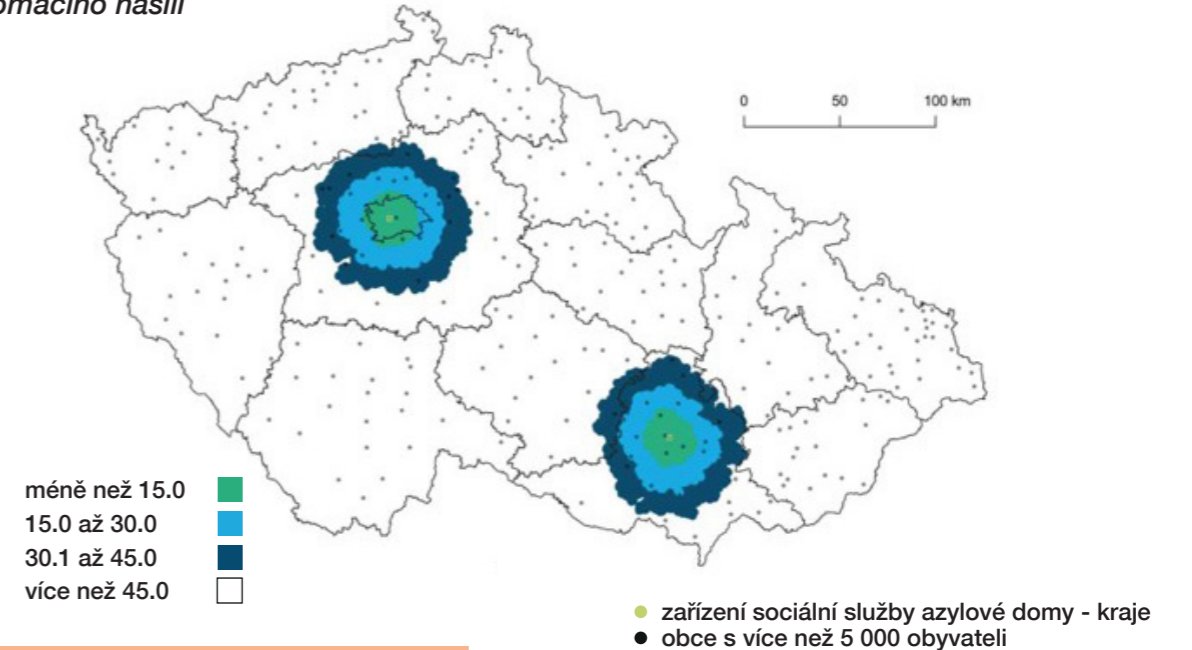 násilí
0 50 100 km
méně než 15.0
15.0 až 30.0
30.1 až 45.0
více než 45.0
zařízení sociální služby azylové domy - kraje
obce s více než 5 000 obyvateli